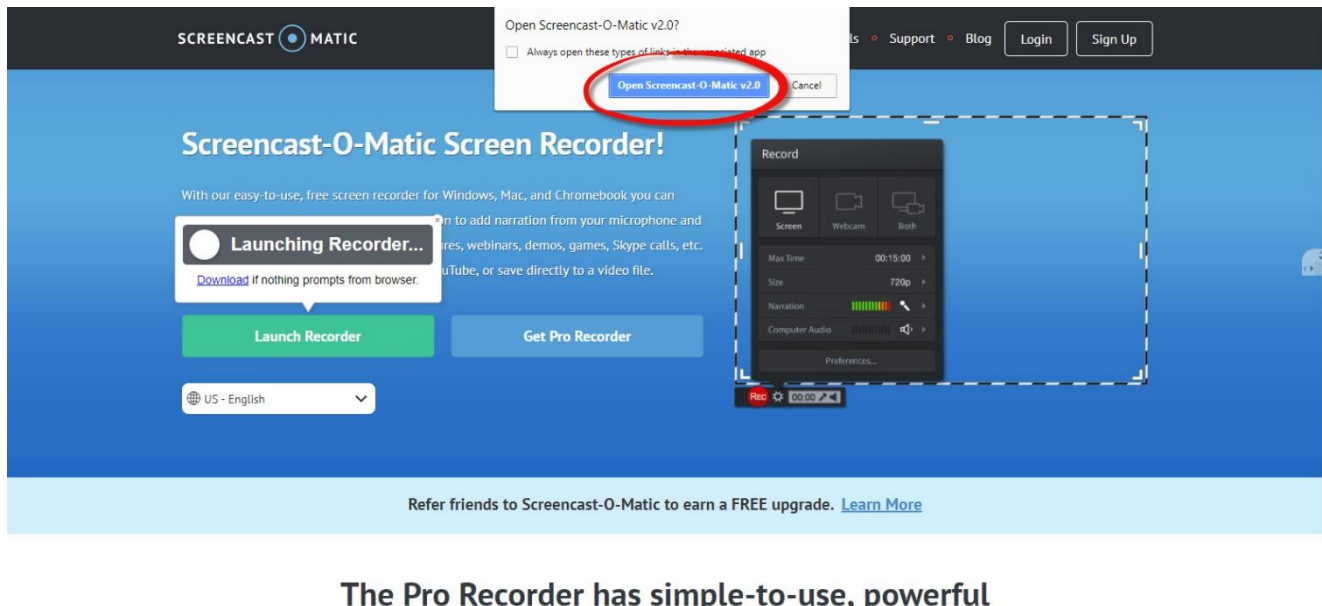 SCREENCAST MATIC
Open Screencast-O-Matic v2.0?
Always open these types of links in the associated app
Open Screencast-O-Matic v2.0 Cancel
ls Support Blog Login Sign Up
Screencast-O-Matic Screen Recorder!
With our easy-to-use, free screen recorder for Windows, Mac, and Chromebook you can
n to add narration from your microphone and
res, webinars, demos, games, Skype calls, etc.
uTube, or save directly to a video file.
Launching Recorder...
Download if nothing prompts from browser.
Launch Recorder
Get Pro Recorder
US - English
Record
Screen Webcam Both
Max Time 00:15:00
Size 720p
Narration
Computer Audio
Preferences...
REC 00:00
Refer friends to Screencast-O-Matic to earn a FREE upgrade. Learn More
The Pro Recorder has simple-to-use, powerful